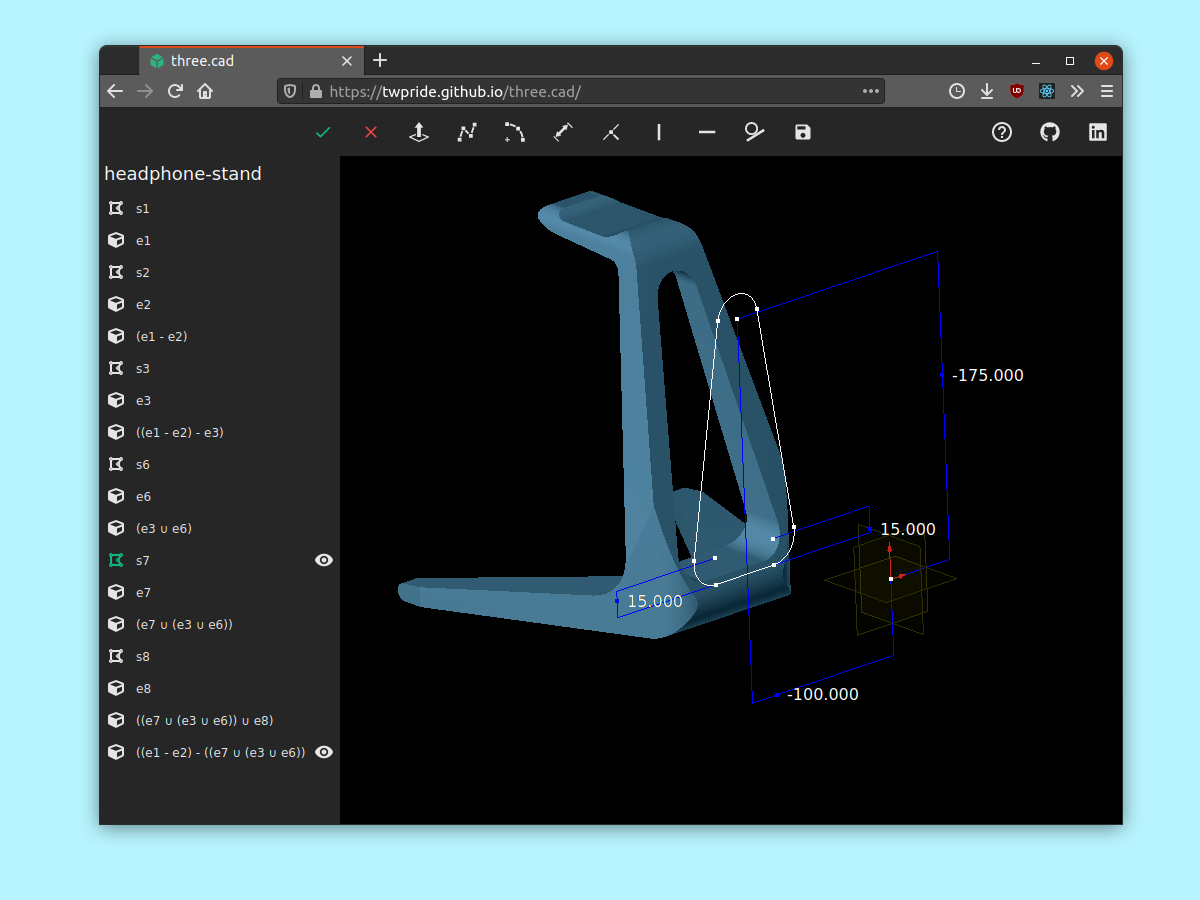 three.cad
https://twpride.github.io/three.cad/
headphone-stand
s1
e1
s2
e2
(e1 - e2)
s3
e3
((e1 - e2) - e3)
s6
e6
(e3 ∪ e6)
s7
e7
(e7 ∪ (e3 ∪ e6))
s8
e8
((e7 ∪ (e3 ∪ e6)) ∪ e8)
((e1 - e2) - ((e7 ∪ (e3 ∪ e6))
-175.000
15.000
15.000
-100.000